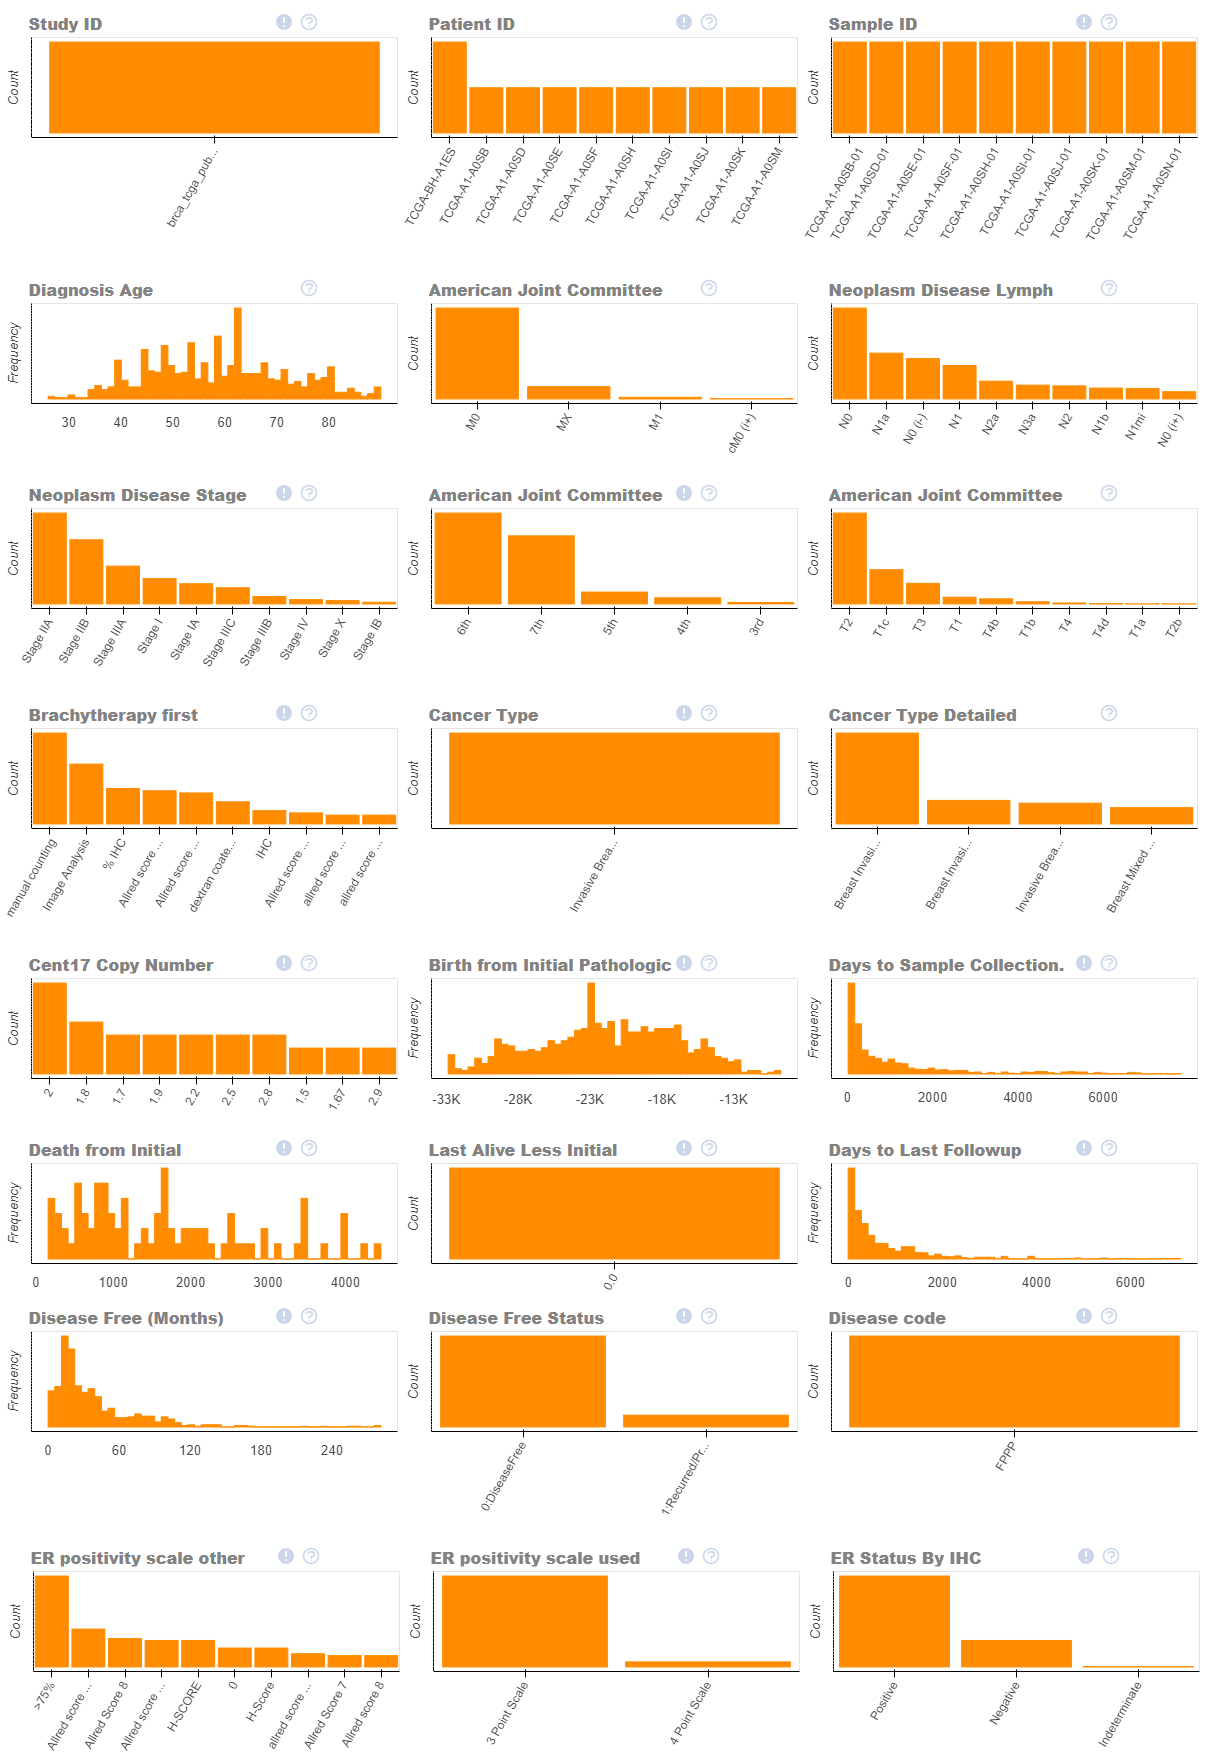 Study ID
Count
brca_tcga_pub...
Patient ID
Count
TCGA-BH-A1ES
TCGA-A1-A0SB
TCGA-A1-A0SD
TCGA-A1-A0SE
TCGA-A1-A0SF
TCGA-A1-A0SH
TCGA-A1-A0SI
TCGA-A1-A0SJ
TCGA-A1-A0SK
TCGA-A1-A0SM
Sample ID
Count
TCGA-A1-A0SB-01
TCGA-A1-A0SD-01
TCGA-A1-A0SE-01
TCGA-A1-A0SF-01
TCGA-A1-A0SH-01
TCGA-A1-A0SI-01
TCGA-A1-A0SJ-01
TCGA-A1-A0SK-01
TCGA-A1-A0SM-01
TCGA-A1-A0SN-01
Diagnosis Age
Frequency
30 40 50 60 70 80
American Joint Committee
Count
M0
MX
M1
cM0 (i+)
Neoplasm Disease Lymph
Count
N0
N1a
N0 (i-)
N1
N2a
N3a
N2
N1b
N1mi
N0 (i+)
Neoplasm Disease Stage
Count
Stage IIA
Stage IIB
Stage IIIA
Stage I
Stage IA
Stage IIIC
Stage IIIB
Stage IV
Stage X
Stage IB
American Joint Committee
Count
6th
7th
5th
4th
3rd
American Joint Committee
Count
T2
T1c
T3
T1
T4b
T1b
T4
T4d
T1a
T2b
Brachytherapy first
Count
manual counting
Image Analysis
% IHC
Allred score ...
Allred score ...
dextran coate...
IHC
Allred score ...
allred score ...
allred score ...
Cancer Type
Count
Invasive Brea...
Cancer Type Detailed
Count
Breast Invasi...
Breast Invasi...
Invasive Brea...
Breast Mixed ...
Cent17 Copy Number
Count
2
1.8
1.7
1.9
2.2
2.5
2.8
1.5
1.67
2.9
Birth from Initial Pathologic
Frequency
-33K -28K -23K -18K -13K
Days to Sample Collection.
Frequency
0 2000 4000 6000
Death from Initial
Frequency
0 1000 2000 3000 4000
Last Alive Less Initial
Count
0.0
Days to Last Followup
Frequency
0 2000 4000 6000
Disease Free (Months)
Frequency
0 60 120 180 240
Disease Free Status
Count
0:DiseaseFree
1:Recurred/Pr...
Disease code
Count
FPPP
ER positivity scale other
Count
>75%
Allred score ...
Allred Score 8
Allred score ...
H-SCORE
0
H-Score
allred score ...
Allred Score 7
Allred score 8
ER positivity scale used
Count
3 Point Scale
4 Point Scale
ER Status By IHC
Count
Positive
Negative
Indeterminate